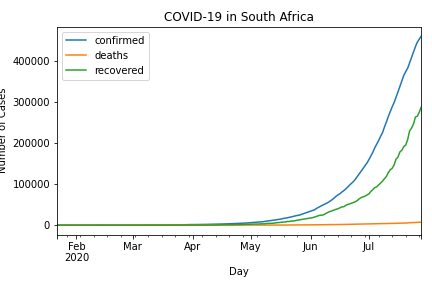 COVID-19 in South Africa
confirmed
deaths
recovered
400000
300000
200000
100000
0
Number of Cases
Feb Mar Apr May Jun Jul
2020
Day